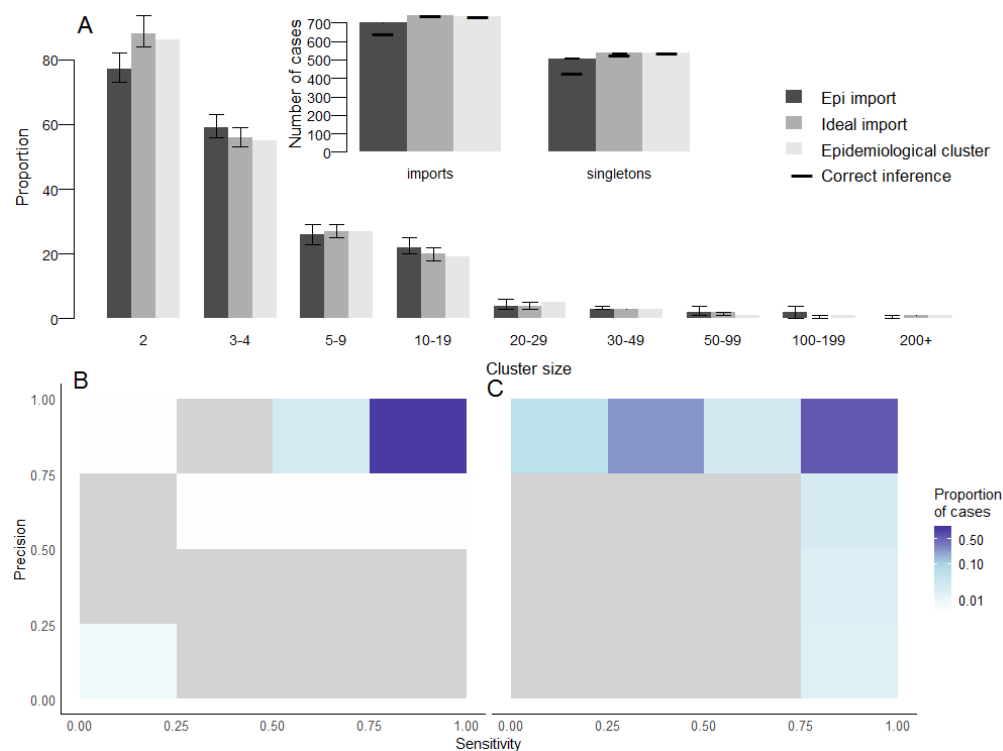 A
Proportion
80
60
40
20
0
2
3-4
5-9
10-19
20-29
30-49
50-99
100-199
200+
Cluster size
Number of cases
700
600
500
400
300
200
100
0
imports
singletons
Epi import
Ideal import
Epidemiological cluster
Correct inference
B
Precision
1.00
0.75
0.50
0.25
0.00
0.00
0.25
0.50
0.75
1.00
Sensitivity
C
0.00
0.25
0.50
0.75
1.00
Proportion
of cases
0.50
0.10
0.01